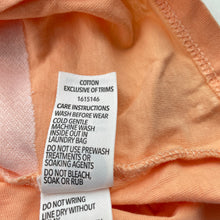 COTTON
EXCLUSIVE OF TRIMS
1615146
CARE INSTRUCTIONS
WASH BEFORE WEAR
COLD GENTLE
MACHINE WASH
INSIDE OUT IN
LAUNDRY BAG
DO NOT USE PREWASH
TREATMENTS OR
SOAKING AGENTS
DO NOT BLEACH,
SOAK OR RUB
DO NOT WRING
LINE DRY WITHOUT